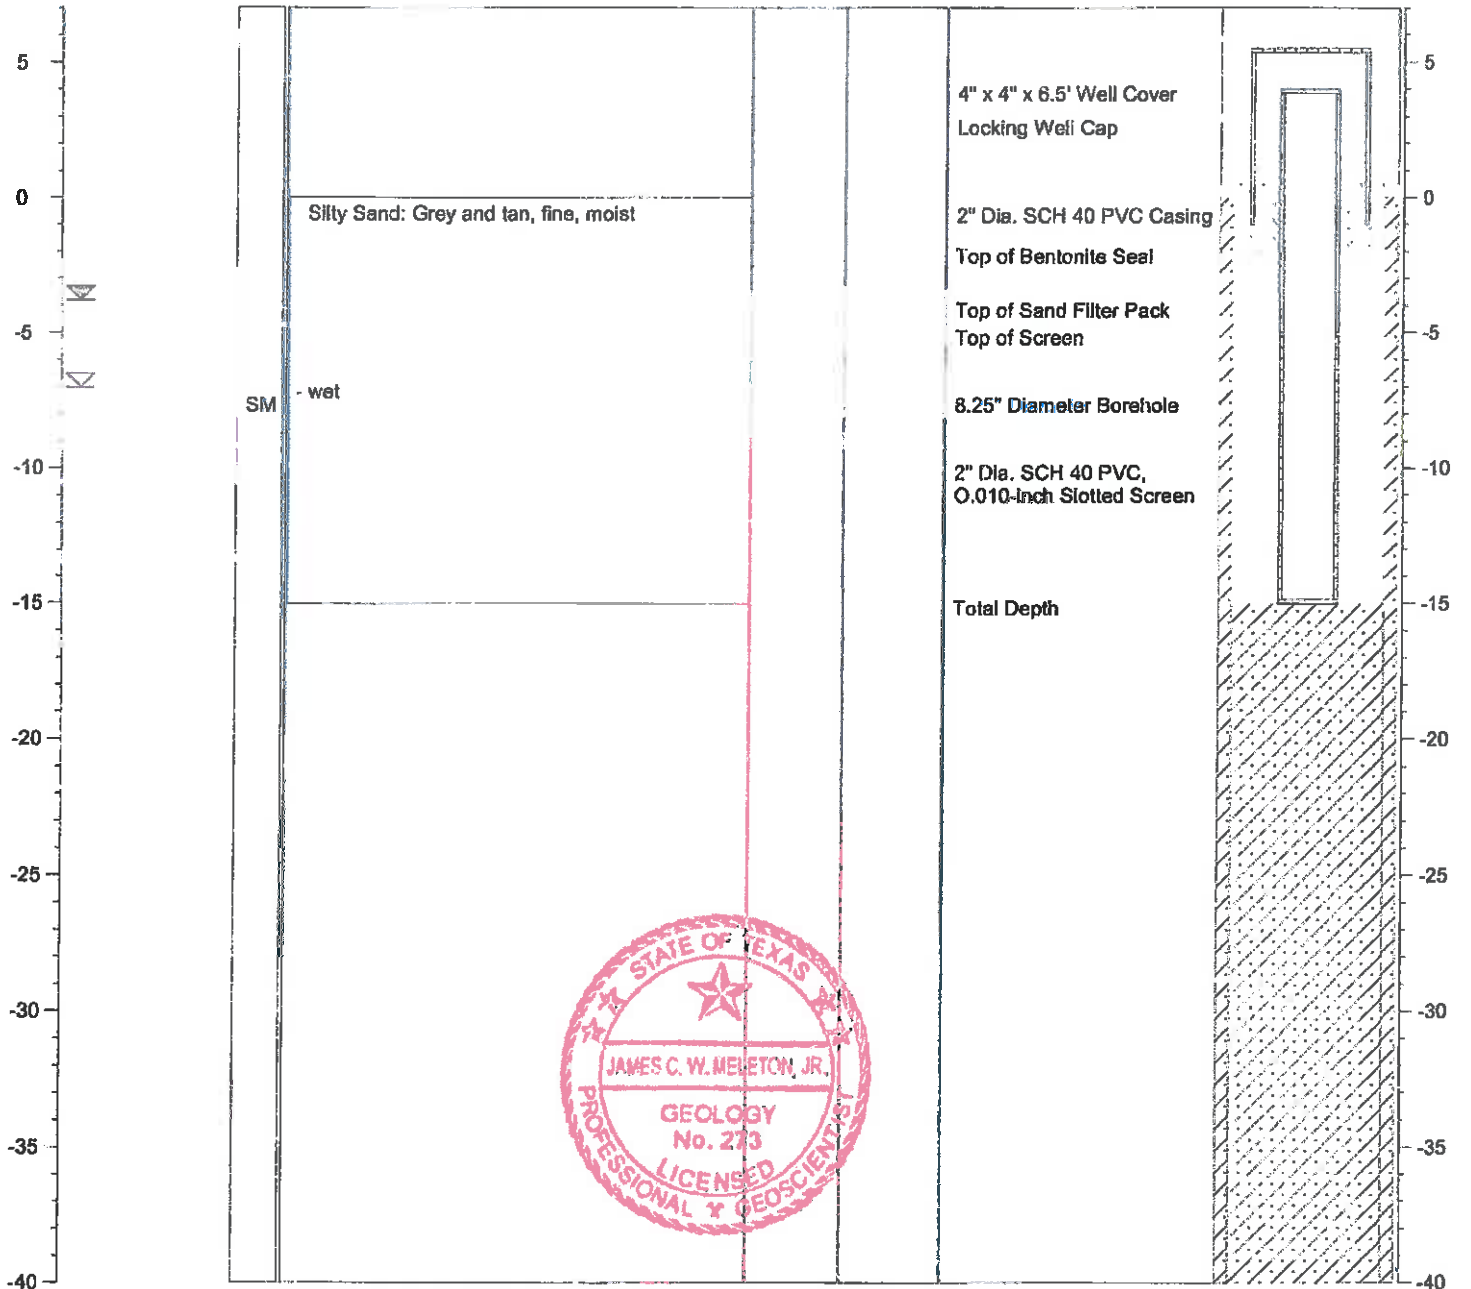 5
0
-5
-10
-15
-20
-25
-30
-35
-40
Silty Sand: Grey and tan, fine, moist
SM
- wet
4" x 4" x 6.5' Well Cover
Locking Well Cap
2" Dia. SCH 40 PVC Casing
Top of Bentonite Seal
Top of Sand Filter Pack
Top of Screen
8.25" Diameter Borehole
2" Dia. SCH 40 PVC,
0.010-inch Slotted Screen
Total Depth
5
0
-5
-10
-15
-20
-25
-30
-35
-40
STATE OF TEXAS
JAMES C. W. MELETON, JR.
GEOLOGY
No. 273
LICENSED
PROFESSIONAL GEOSCIENTIST